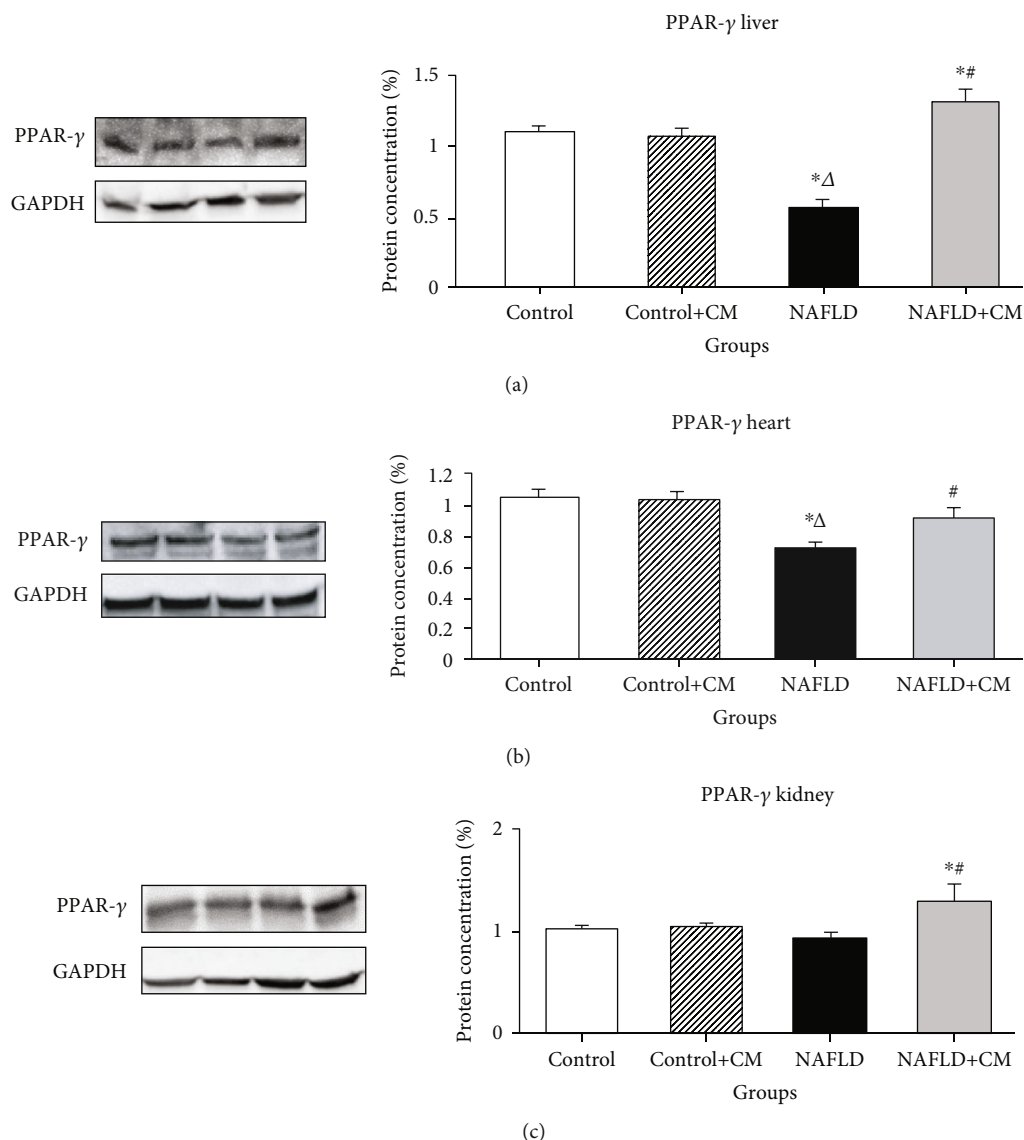 PPAR-γ liver
PPAR-γ
GAPDH
Protein concentration (%)
1.5
1
0.5
0
*Δ
*#
Control
Control+CM
NAFLD
NAFLD+CM
Groups
(a)
PPAR-γ heart
PPAR-γ
GAPDH
Protein concentration (%)
1.2
1
0.8
0.6
0.4
0.2
0
*Δ
#
Control
Control+CM
NAFLD
NAFLD+CM
Groups
(b)
PPAR-γ kidney
PPAR-γ
GAPDH
Protein concentration (%)
2
1
0
*#
Control
Control+CM
NAFLD
NAFLD+CM
Groups
(c)